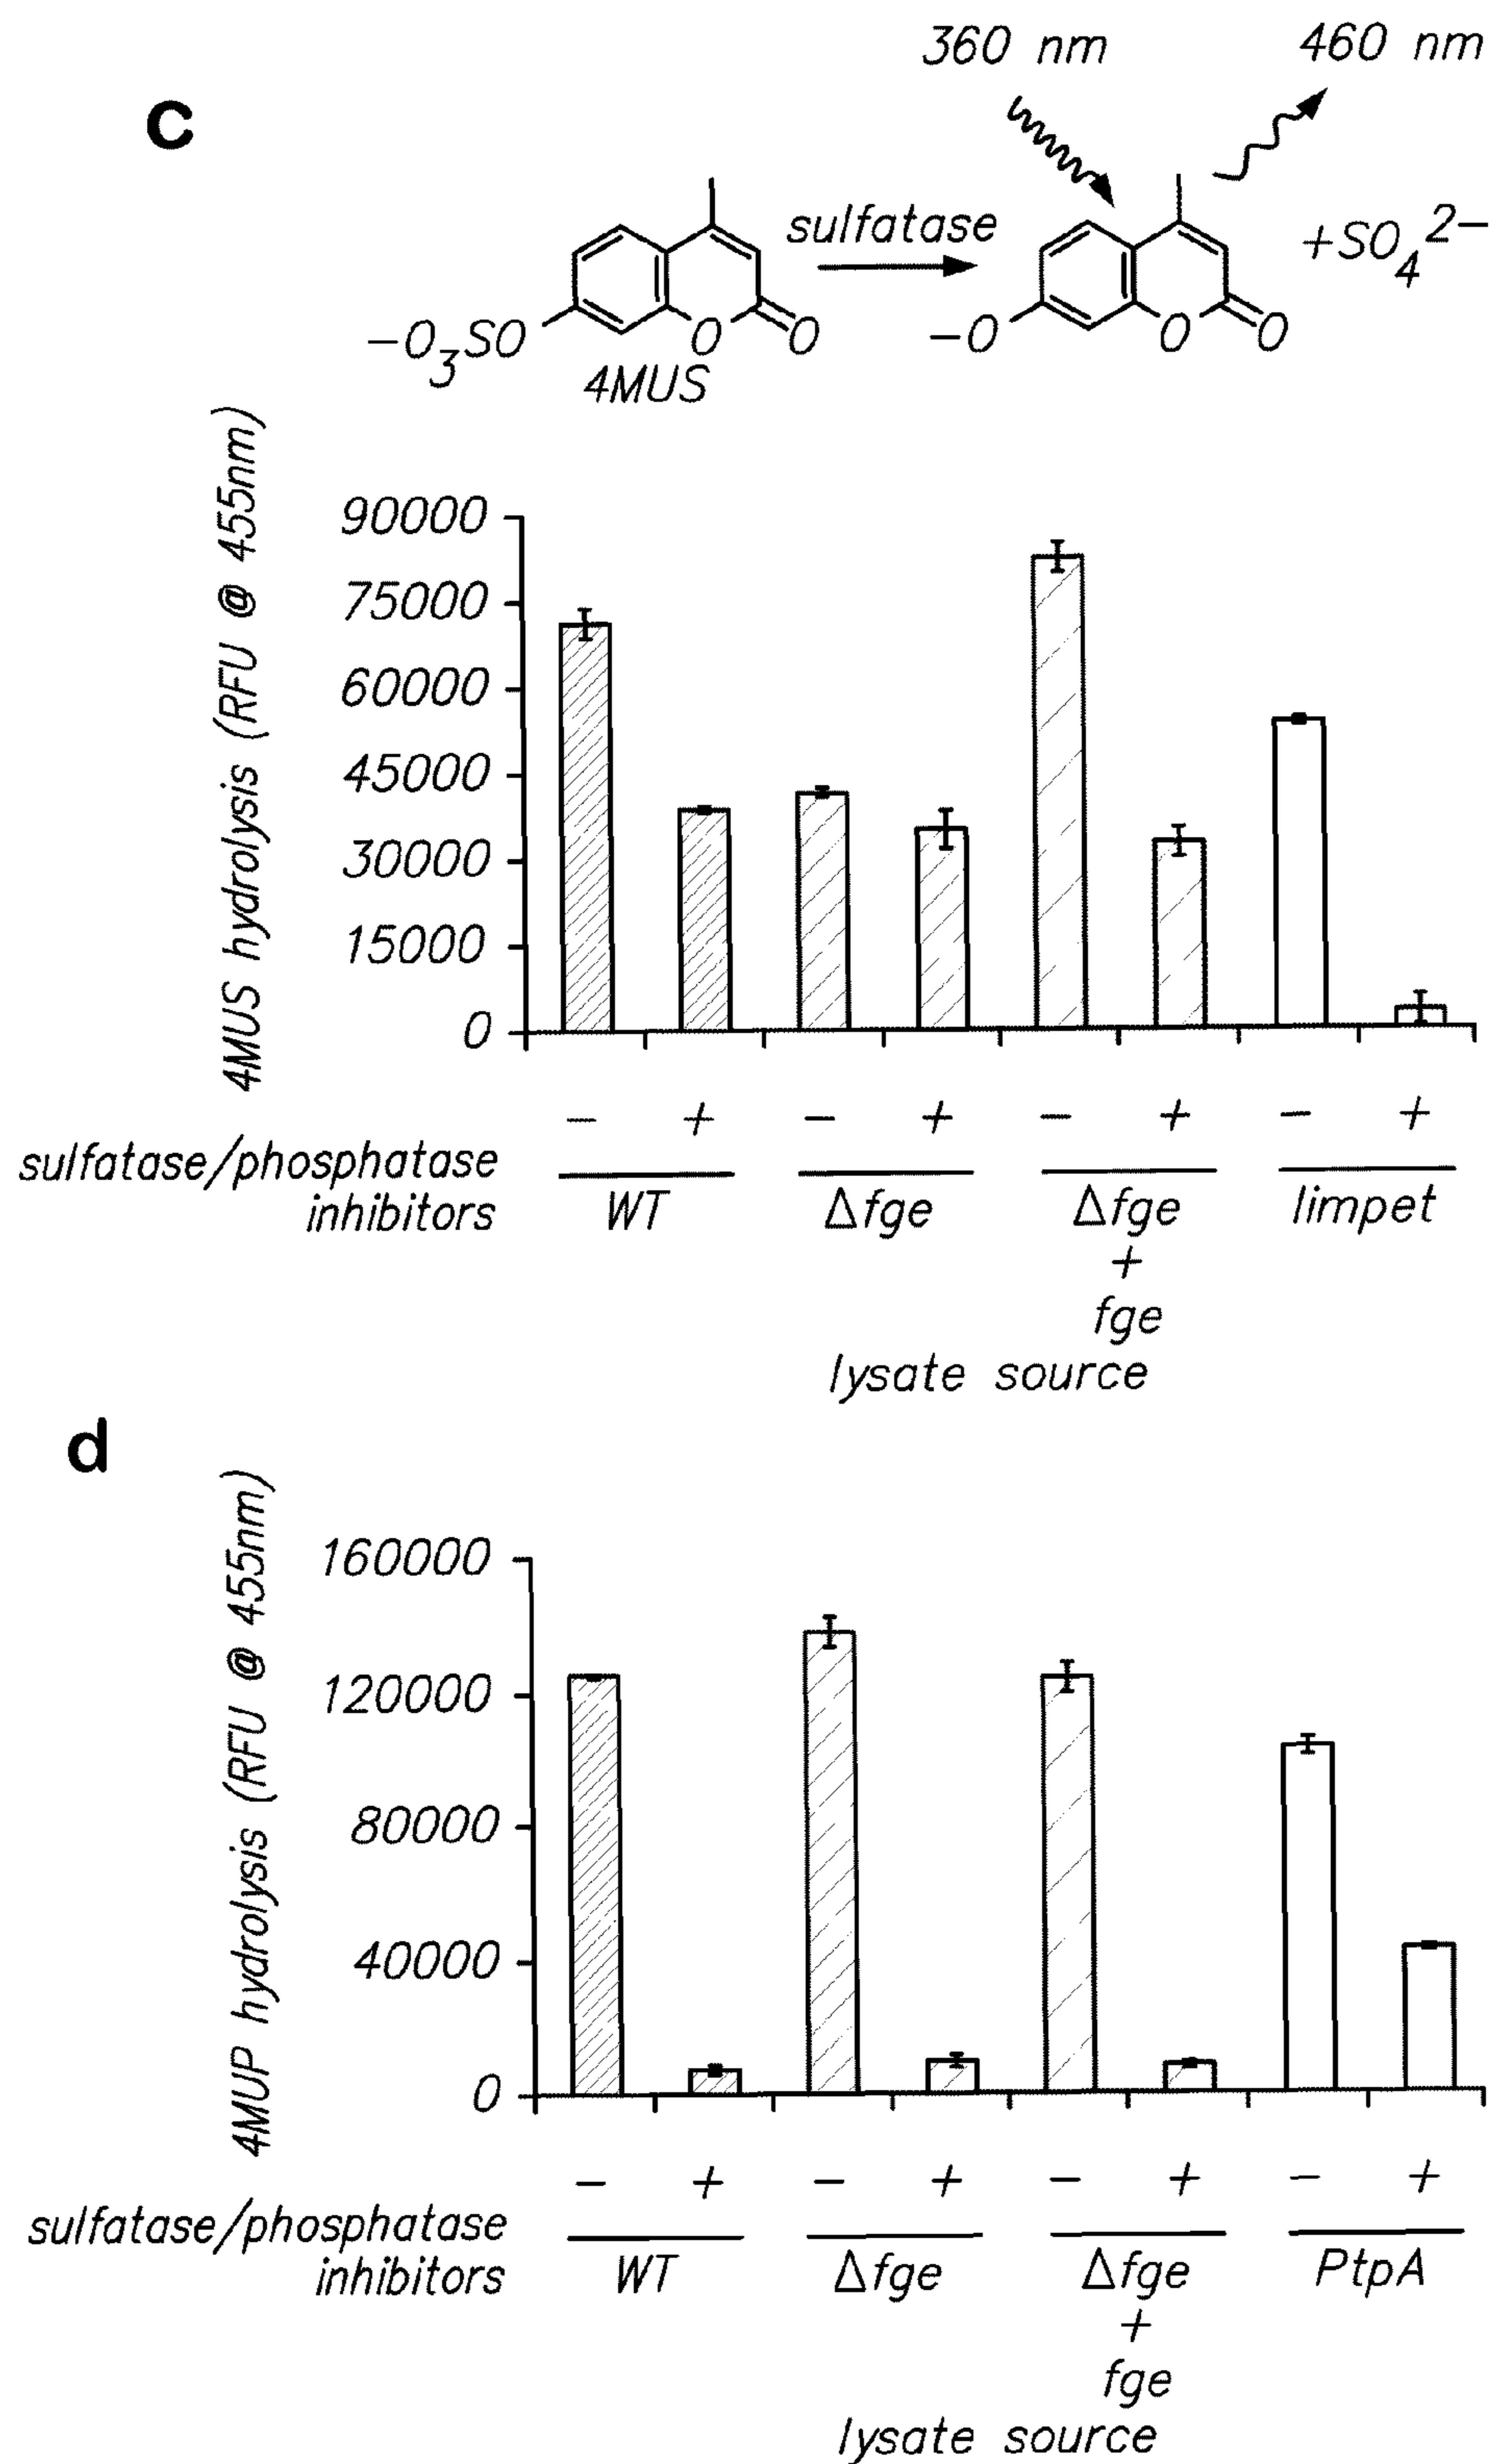 c
360 nm
460 nm
sulfatase
+SO4 2−
−O3SO
O
O
−O
O
O
4MUS
4MUS hydrolysis (RFU @ 455nm)
90000
75000
60000
45000
30000
15000
0
− + − + − + − +
sulfatase/phosphatase
inhibitors
WT
Δfge
Δfge
+
fge
limpet
lysate source
d
4MUP hydrolysis (RFU @ 455nm)
160000
120000
80000
40000
0
− + − + − + − +
sulfatase/phosphatase
inhibitors
WT
Δfge
Δfge
+
fge
PtpA
lysate source